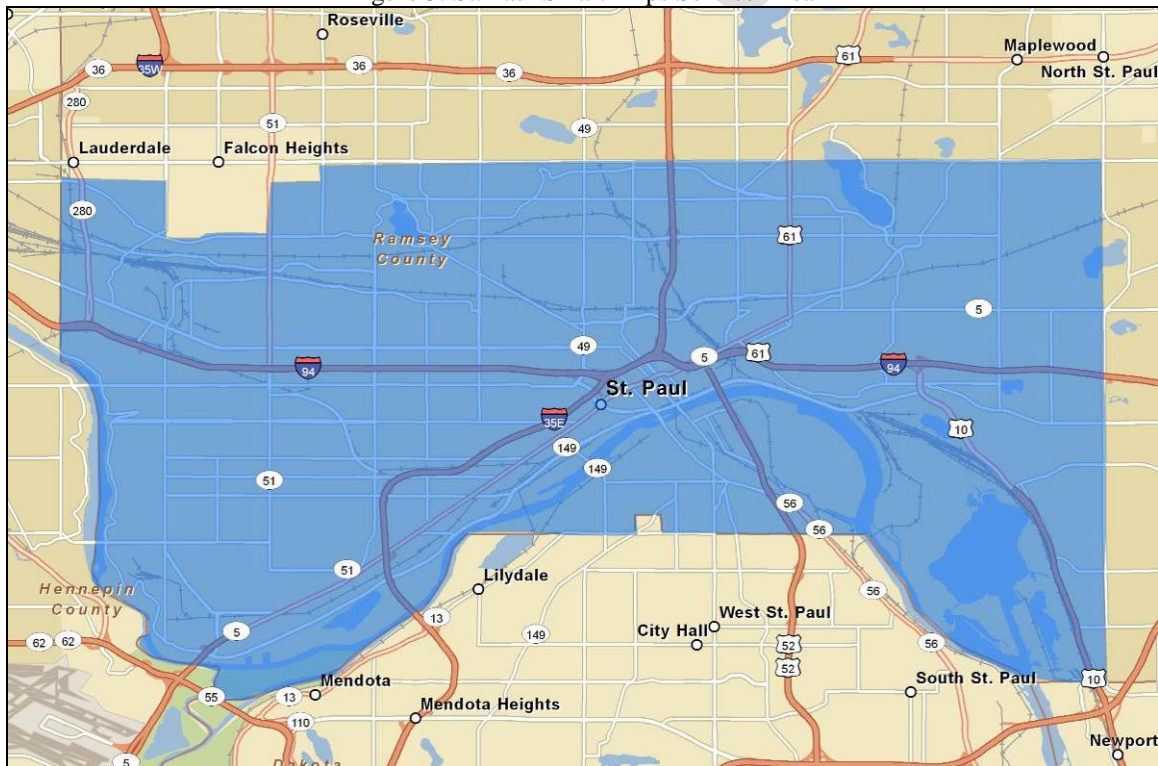 Roseville
Maplewood
61
36
35W
36
36
North St. Paul
280
51
49
Lauderdale
Falcon Heights
280
61
Ramsey
County
5
49
5
61
94
94
St. Paul
35E
10
149
149
51
56
56
51
Lilydale
Hennepin
County
56
13
West St. Paul
149
City Hall
5
62
62
52
56
52
South St. Paul
10
Mendota
13
55
Mendota Heights
110
Newport
5
Dakota